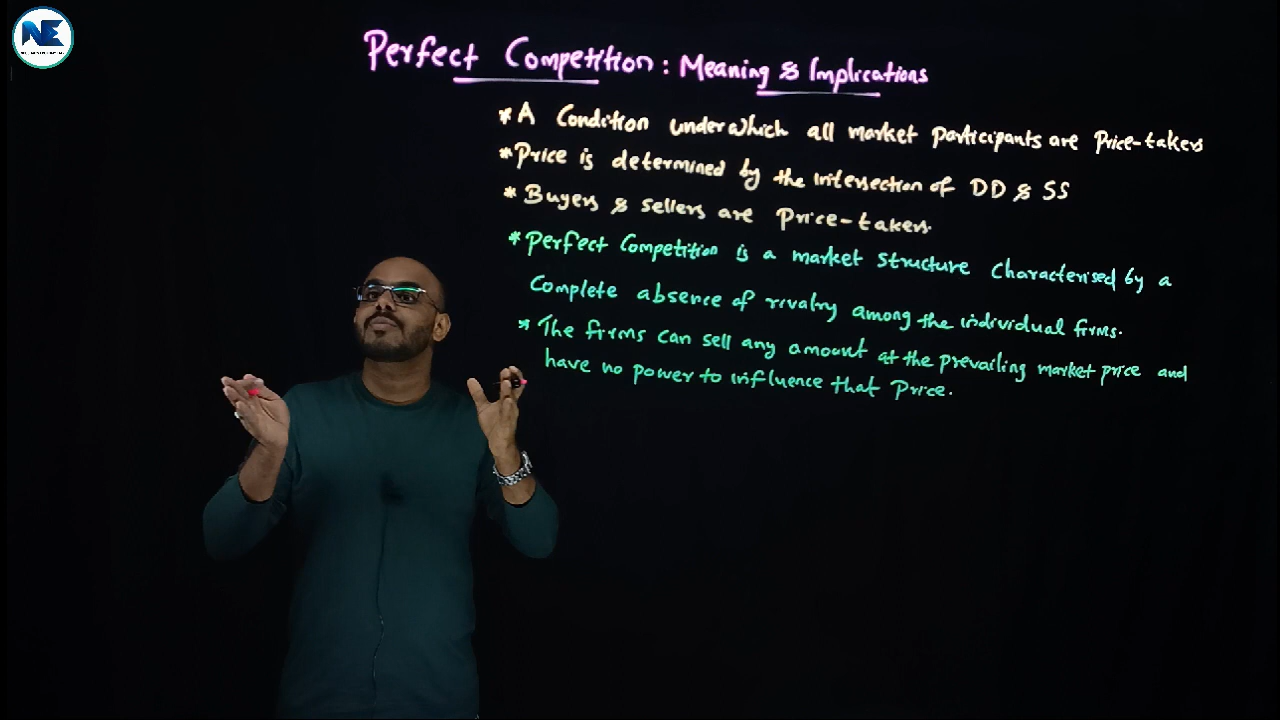 NE
Perfect Competition : Meaning & Implications
* A Condition under which all market participants are Price-takers
* Price is determined by the intersection of DD & SS
* Buyers & sellers are Price-takers.
* Perfect Competition is a market structure characterised by a
Complete absence of rivalry among the individual firms.
* The firms can sell any amount at the prevailing market price and
have no power to influence that Price.